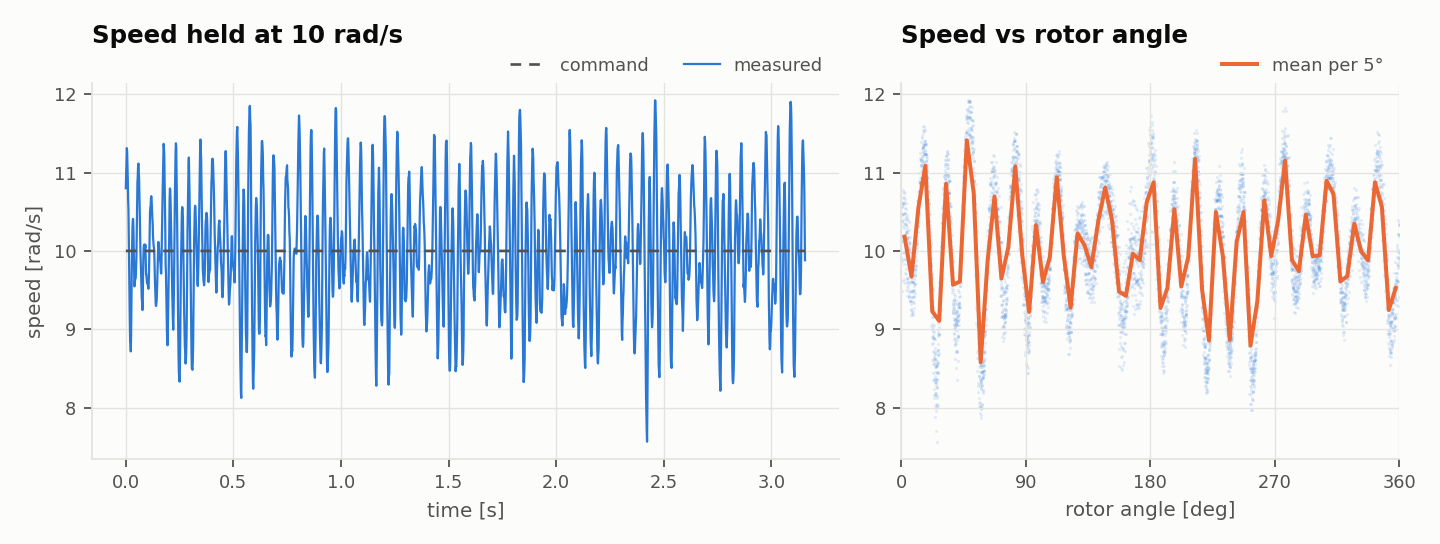 Speed held at 10 rad/s
command
measured
12
11
10
9
8
speed [rad/s]
0.0 0.5 1.0 1.5 2.0 2.5 3.0
time [s]
Speed vs rotor angle
mean per 5°
12
11
10
9
8
0 90 180 270 360
rotor angle [deg]